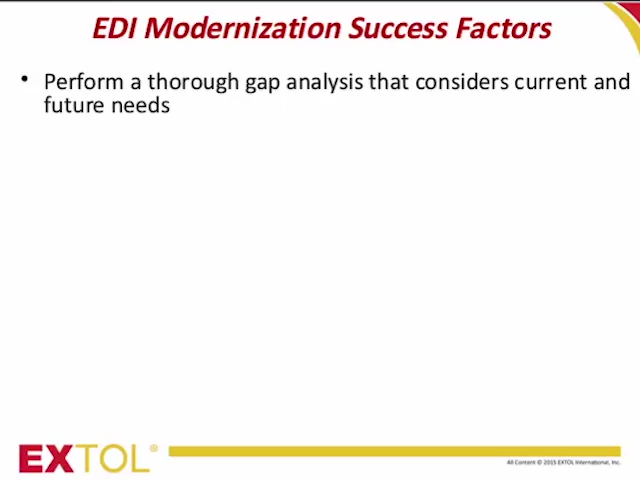 EDI Modernization Success Factors
• Perform a thorough gap analysis that considers current and
future needs
EXTOL®
All Content © 2015 EXTOL International, Inc.